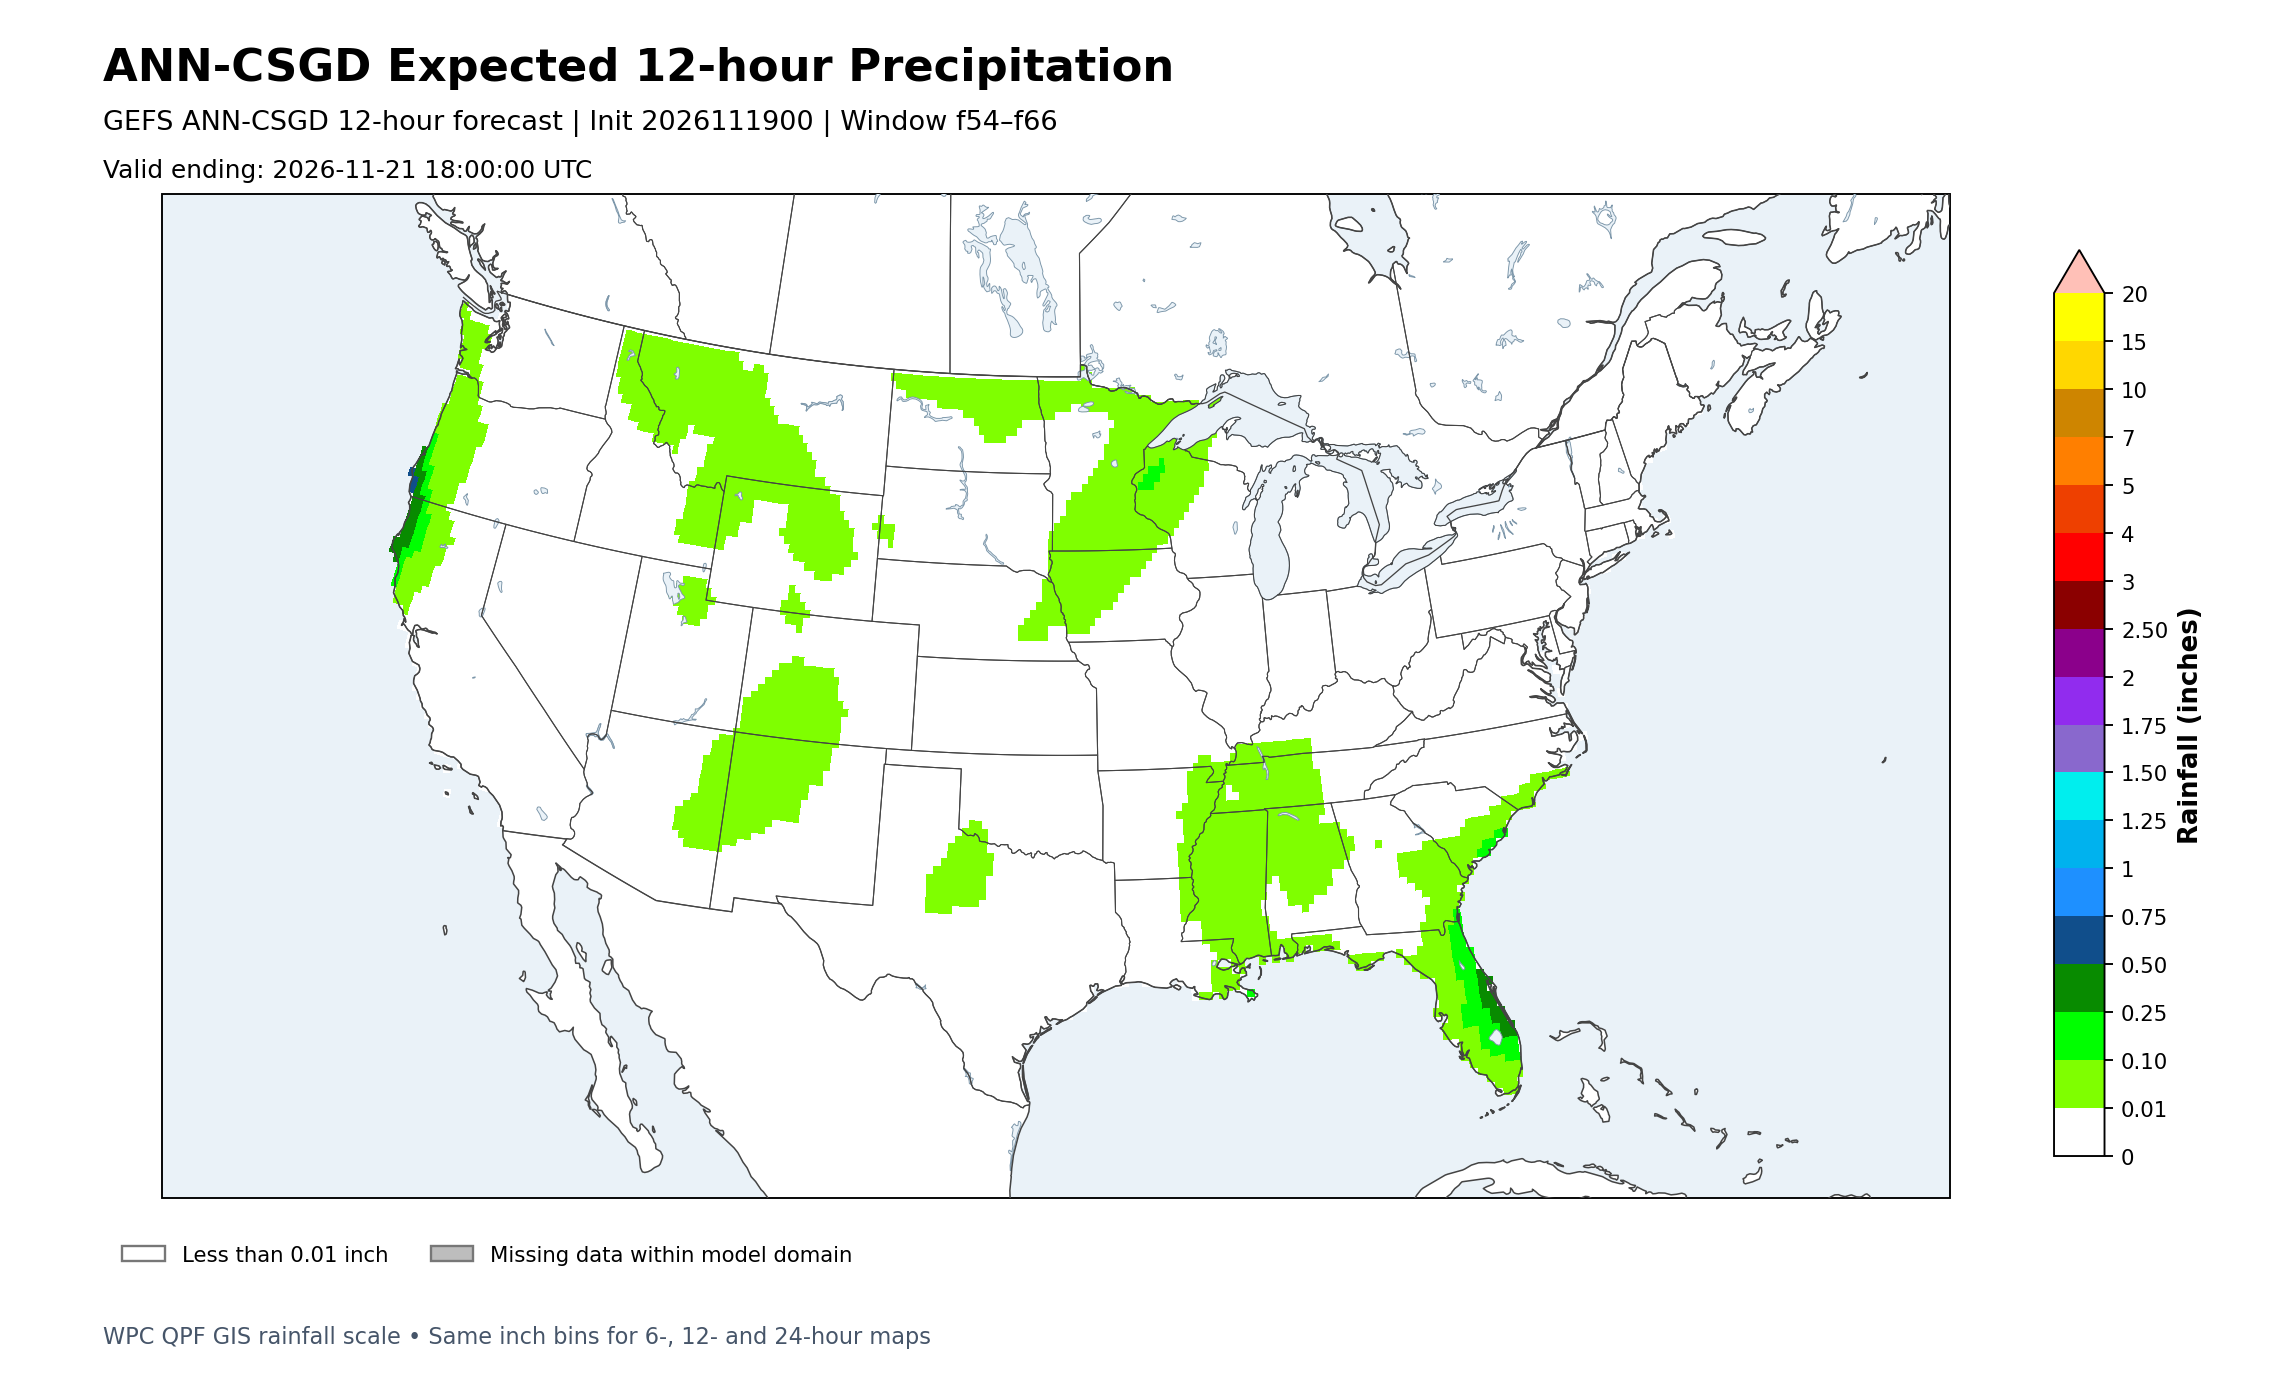 ANN-CSGD Expected 12-hour Precipitation
GEFS ANN-CSGD 12-hour forecast | Init 2026111900 | Window f54–f66
Valid ending: 2026-11-21 18:00:00 UTC
20
15
10
7
5
4
3
2.50
2
1.75
1.50
1.25
1
0.75
0.50
0.25
0.10
0.01
0
Rainfall (inches)
Less than 0.01 inch
Missing data within model domain
WPC QPF GIS rainfall scale • Same inch bins for 6-, 12- and 24-hour maps